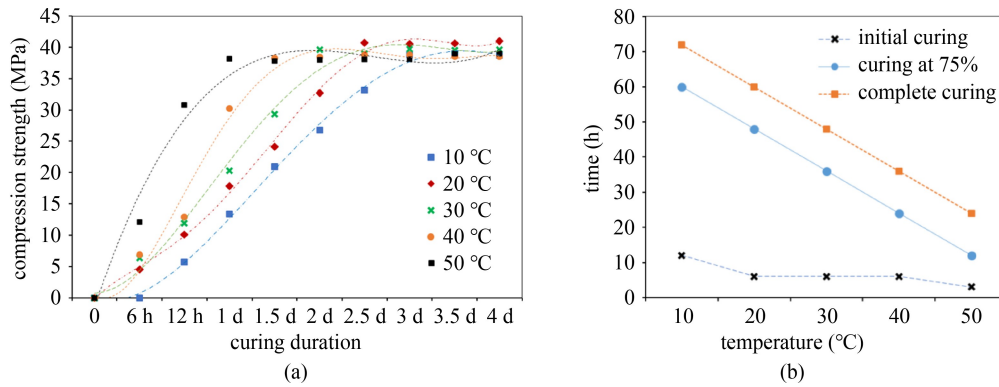 45
40
35
30
25
20
15
10
5
0
compression strength (MPa)
0 6 h 12 h 1 d 1.5 d 2 d 2.5 d 3 d 3.5 d 4 d
curing duration
10 °C
20 °C
30 °C
40 °C
50 °C
(a)
80
70
60
50
40
30
20
10
0
time (h)
initial curing
curing at 75%
complete curing
10 20 30 40 50
temperature (°C)
(b)